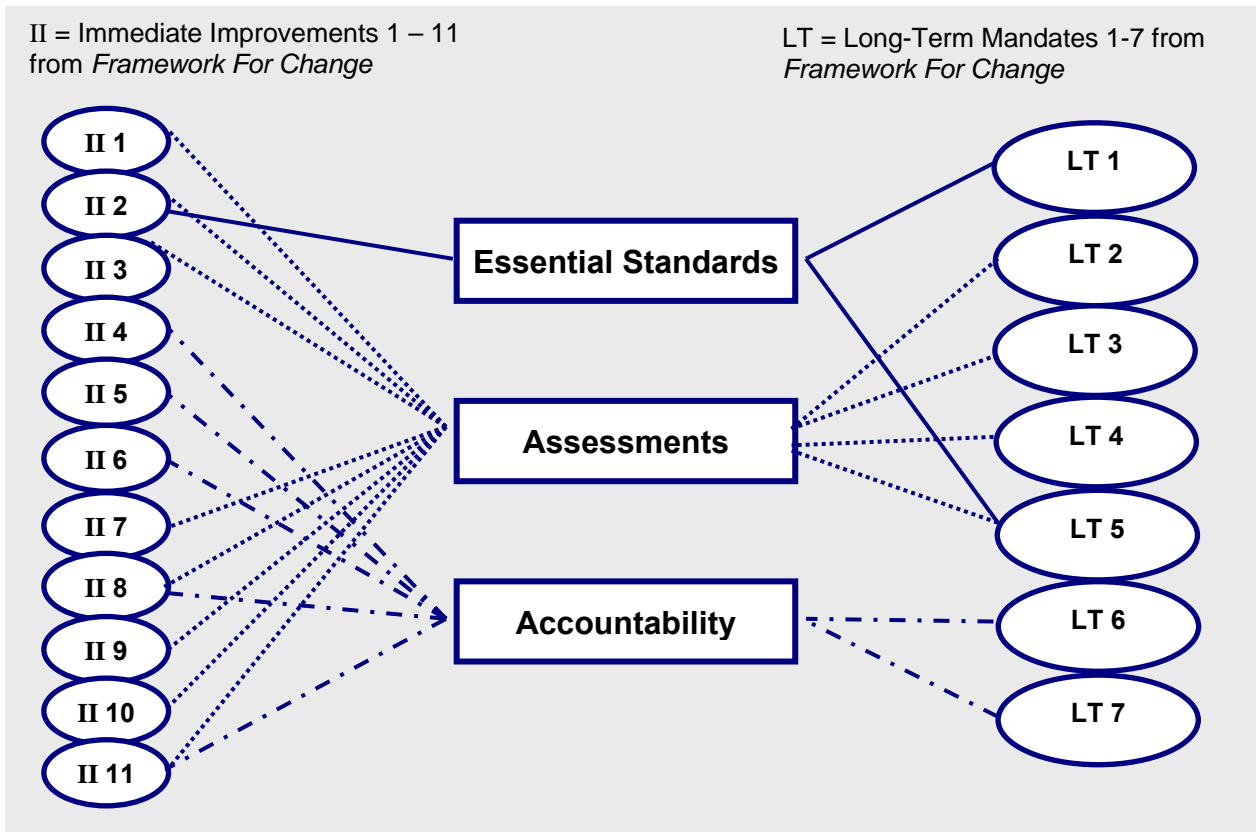 II = Immediate Improvements 1 – 11
from Framework For Change
LT = Long-Term Mandates 1-7 from
Framework For Change
II 1
II 2
II 3
II 4
II 5
II 6
II 7
II 8
II 9
II 10
II 11
Essential Standards
Assessments
Accountability
LT 1
LT 2
LT 3
LT 4
LT 5
LT 6
LT 7